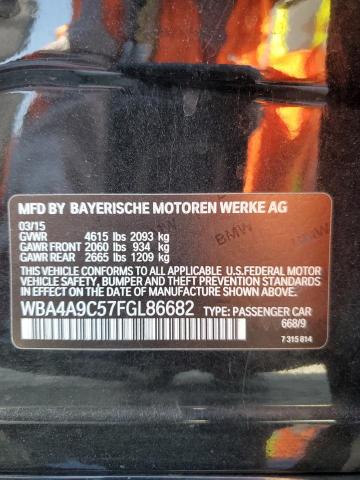 MFD BY BAYERISCHE MOTOREN WERKE AG
03/15
GVWR 4615 lbs 2093 kg
GAWR FRONT 2060 lbs 934 kg
GAWR REAR 2665 lbs 1209 kg
THIS VEHICLE CONFORMS TO ALL APPLICABLE U.S.FEDERAL MOTOR
VEHICLE SAFETY, BUMPER AND THEFT PREVENTION STANDARDS IN
EFFECT ON THE DATE OF MANUFACTURE SHOWN ABOVE.
WBA4A9C57FGL86682 TYPE: PASSENGER CAR
668/9
7 315 814